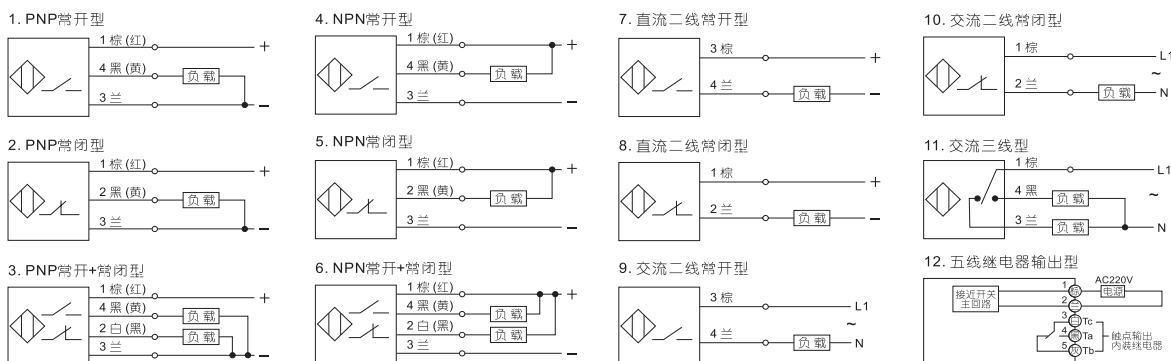 1. PNP常开型
1 棕 (红)
+
4 黑 (黄)
负 载
3 兰
−
2. PNP常闭型
1 棕 (红)
+
2 黑 (黄)
负 载
3 兰
−
3. PNP常开+常闭型
1 棕 (红)
+
4 黑 (黄)
负 载
2 白 (黑)
负 载
3 兰
−
4. NPN常开型
1 棕 (红)
+
4 黑 (黄)
负 载
3 兰
−
5. NPN常闭型
1 棕 (红)
+
2 黑 (黄)
负 载
3 兰
−
6. NPN常开+常闭型
1 棕 (红)
+
4 黑 (黄)
负 载
2 白 (黑)
负 载
3 兰
−
7. 直流二线常开型
3 棕
+
4 兰
负 载
−
8. 直流二线常闭型
1 棕
+
2 兰
负 载
−
9. 交流二线常开型
3 棕
L1
~
4 兰
负 载
N
10. 交流二线常闭型
1 棕
L1
~
2 兰
负 载
N
11. 交流三线型
1 棕
L1
4 黑
负 载
~
3 兰
负 载
N
12. 五线继电器输出型
AC220V
接近开关
主回路
1 棕
电源
2 兰
3
Tc
4 黑 Ta
触点输出
内装继电器
5 灰 Tb